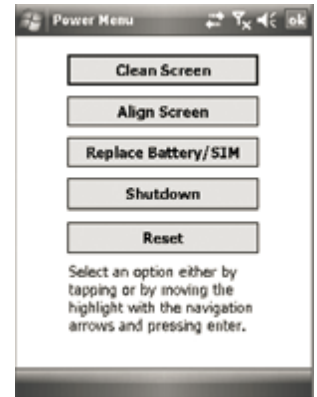 Power Menu
ok
Clean Screen
Align Screen
Replace Battery/SIM
Shutdown
Reset
Select an option either by
tapping or by moving the
highlight with the navigation
arrows and pressing enter.